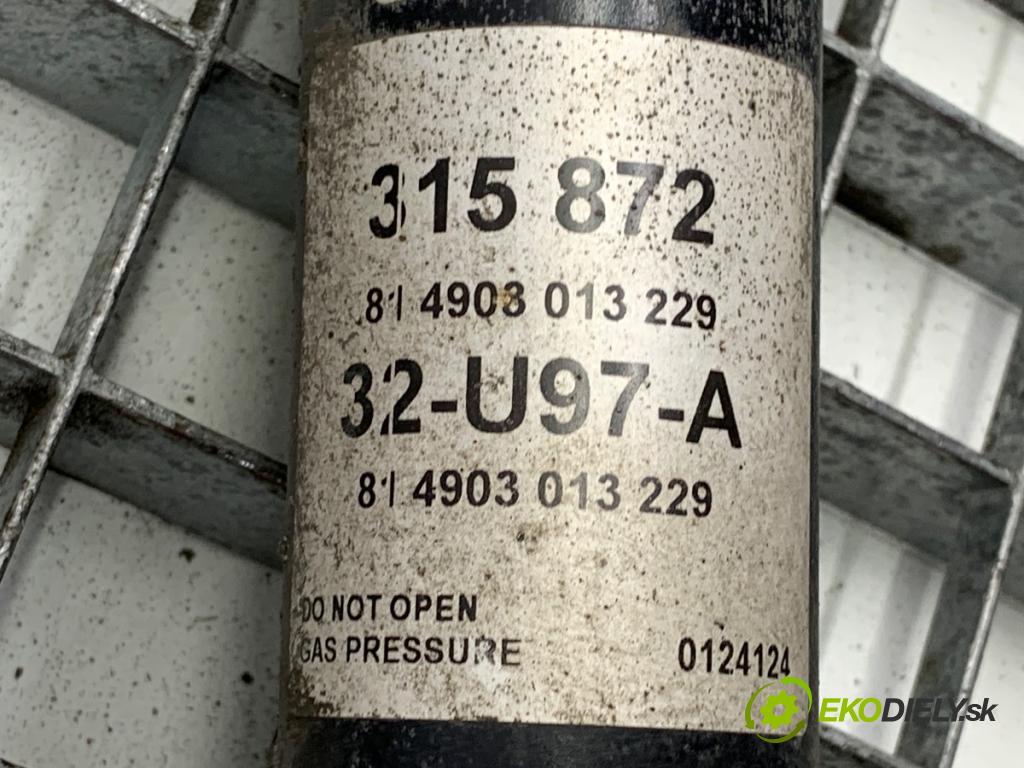 315 872
81 4903 013 229
32-U97-A
81 4903 013 229
DO NOT OPEN
GAS PRESSURE 0124124
EKODIELY.sk